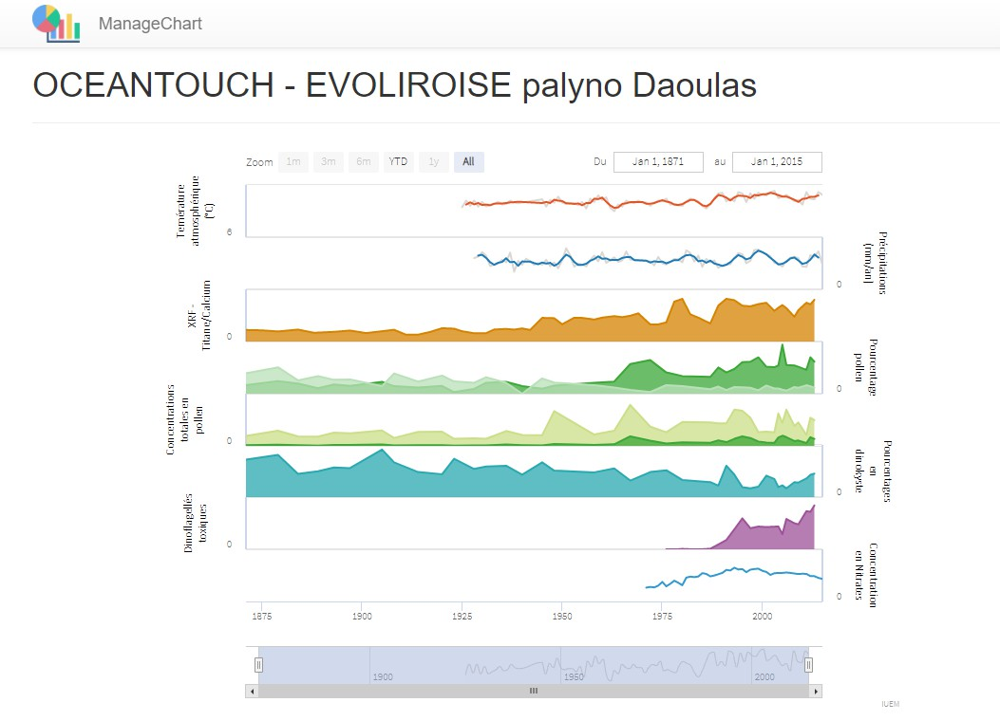 ManageChart
OCEANTOUCH - EVOLIROISE palyno Daoulas
Zoom 1m 3m 6m YTD 1y All Du Jan 1, 1871 au Jan 1, 2015
Temérature
atmosphérique
(°C)
6
Précipitations
(mm/an)
0
XRF -
Titane/Calcium
0
Pourcentage
pollen
0
Concentrations
totales en
pollen
0
Pourcentages
en
dinokyste
0
Dinoflagellés
toxiques
0
Concentration
en Nitrates
0
1875 1900 1925 1950 1975 2000
1900 1950 2000
IUEM